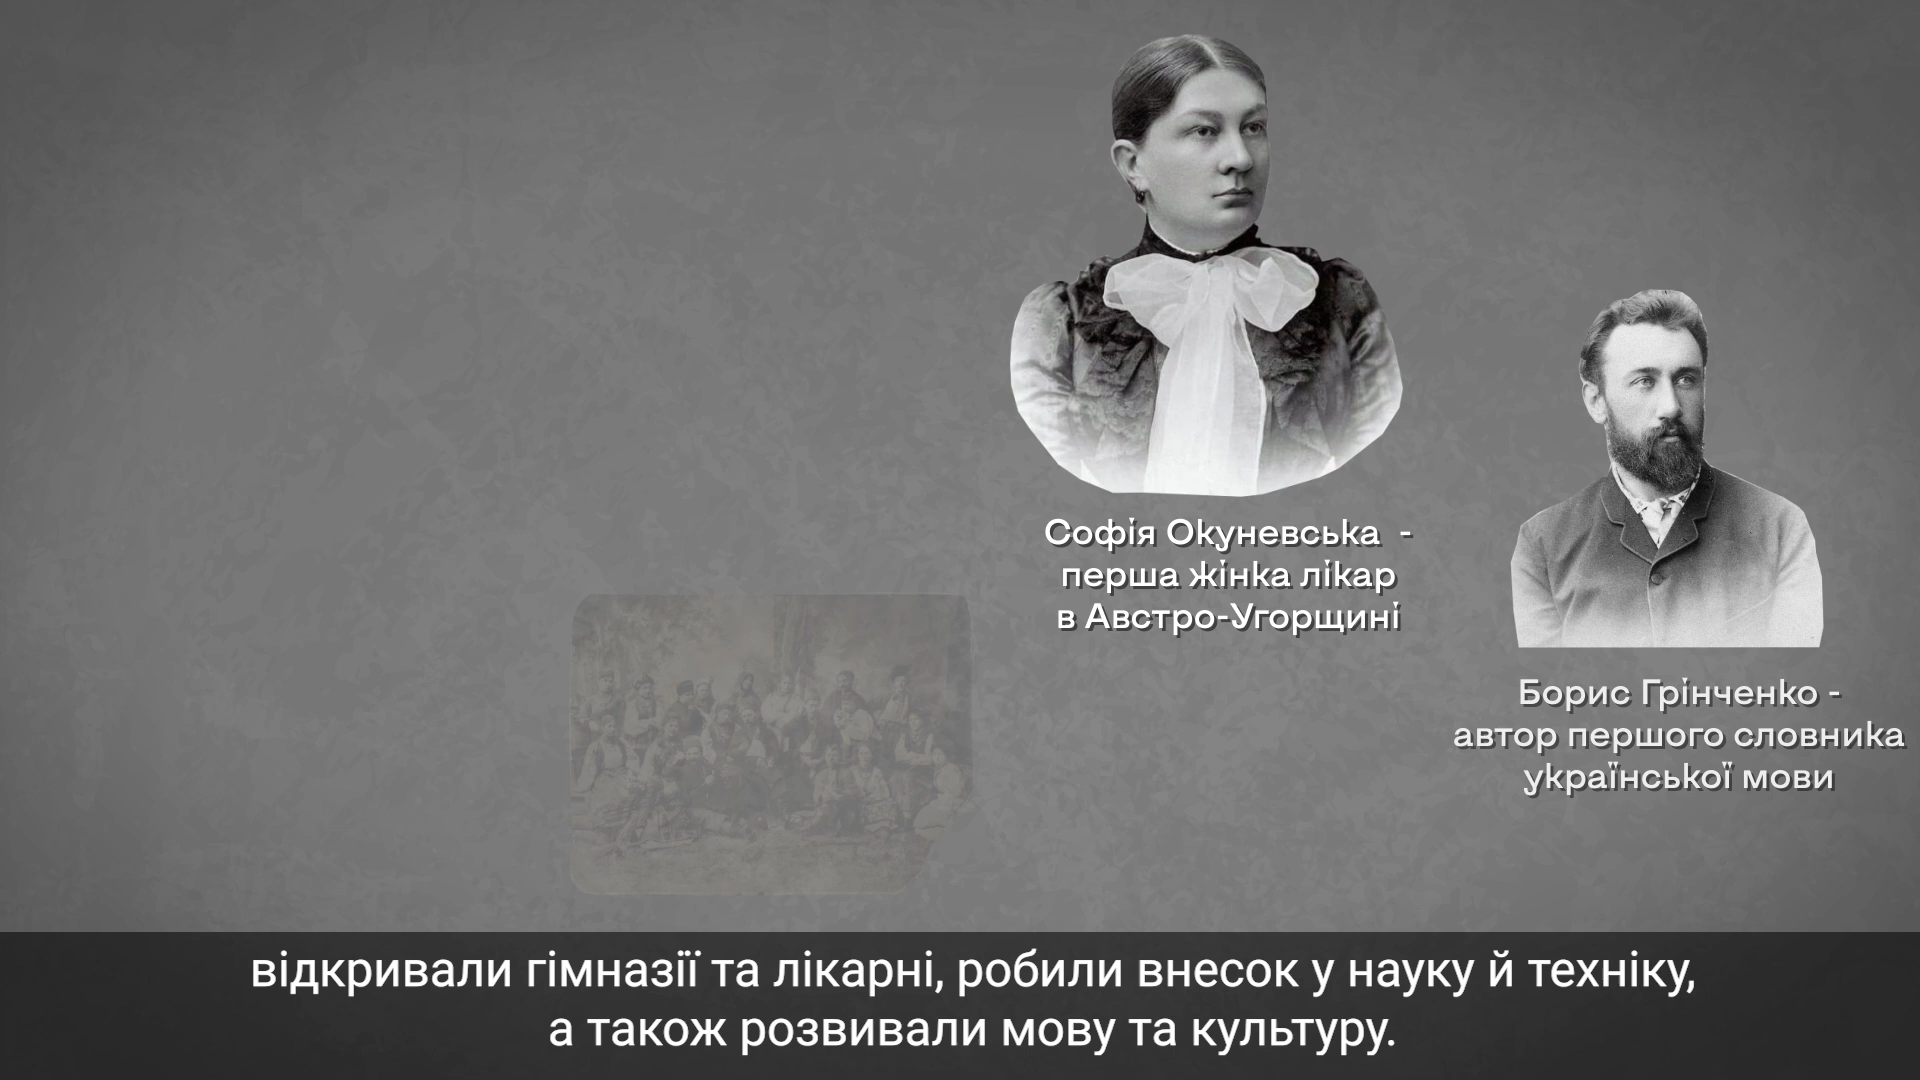 Софія Окуневська -
перша жінка лікар
в Австро-Угорщині
Борис Грінченко -
автор першого словника
української мови
відкривали гімназії та лікарні, робили внесок у науку й техніку,
а також розвивали мову та культуру.